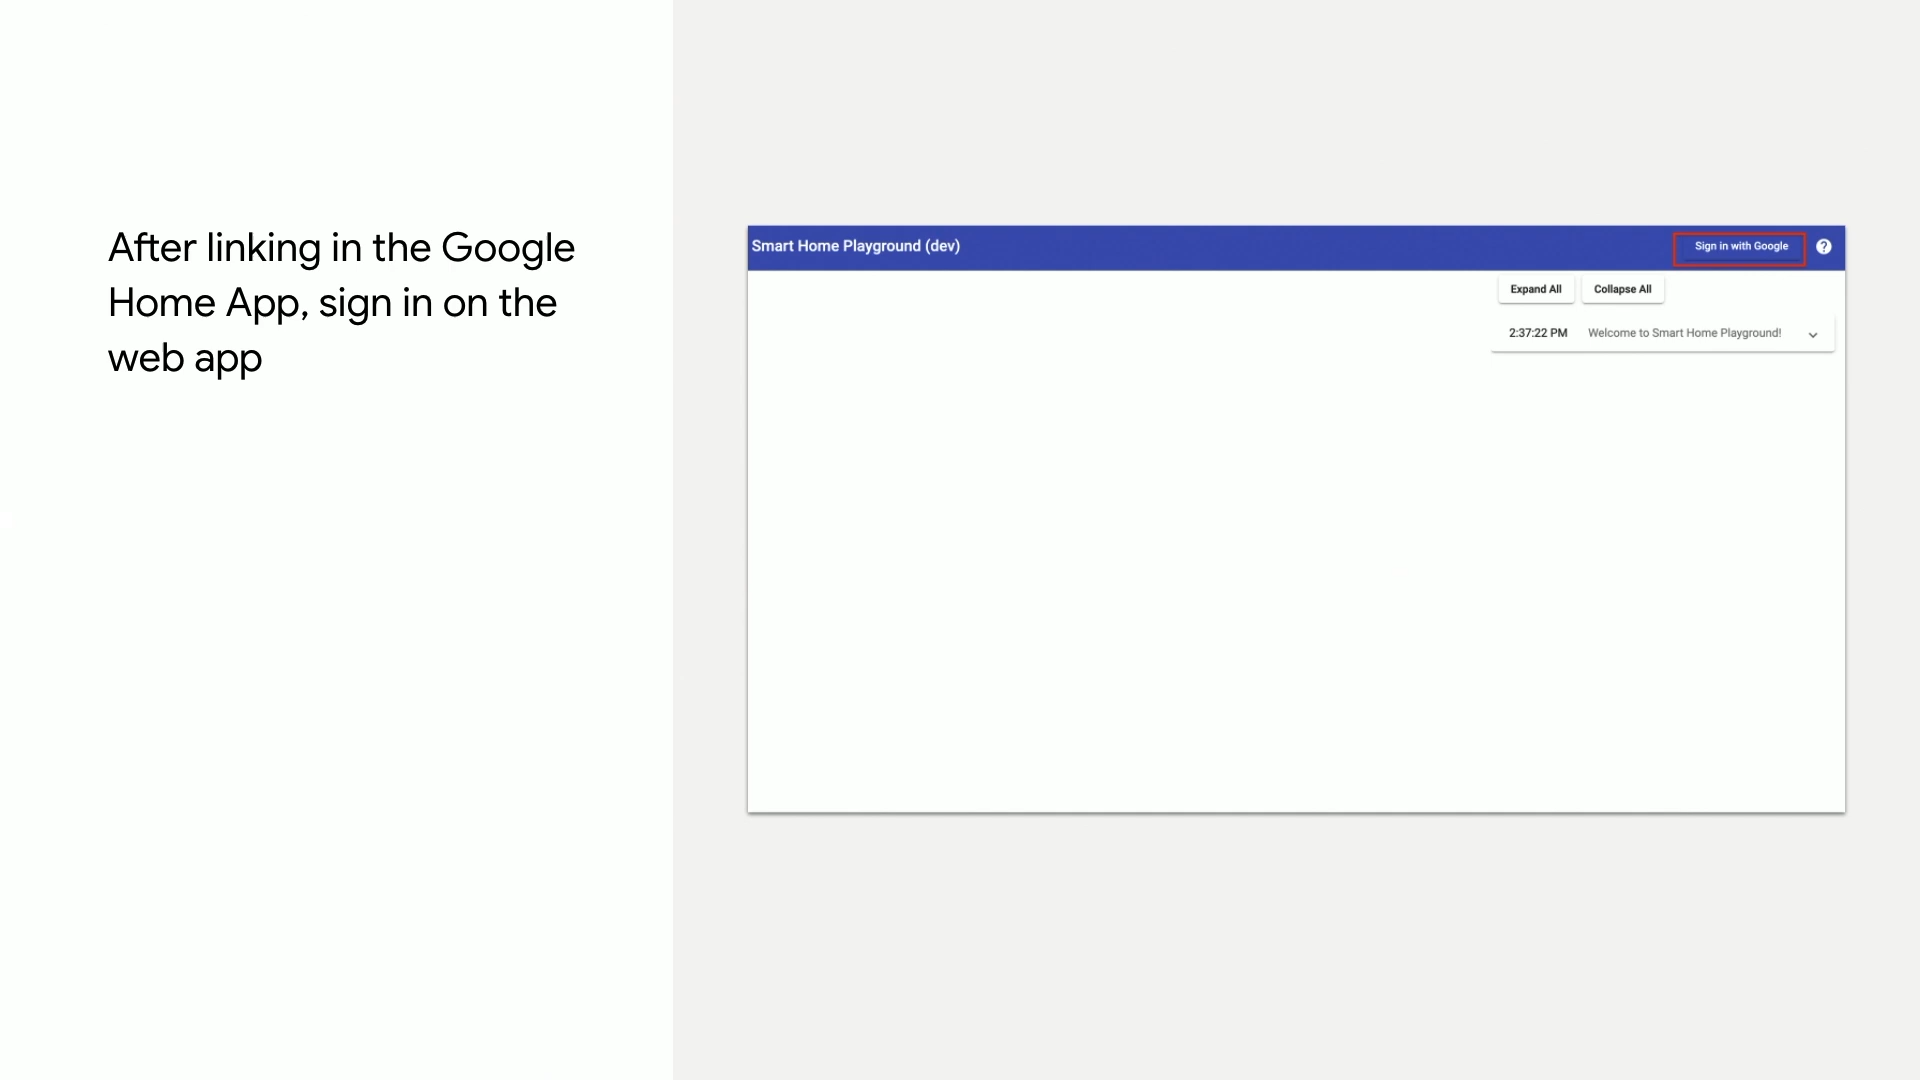 After linking in the Google
Home App, sign in on the
web app
Smart Home Playground (dev)
Sign in with Google
?
Expand All
Collapse All
2:37:22 PM
Welcome to Smart Home Playground!